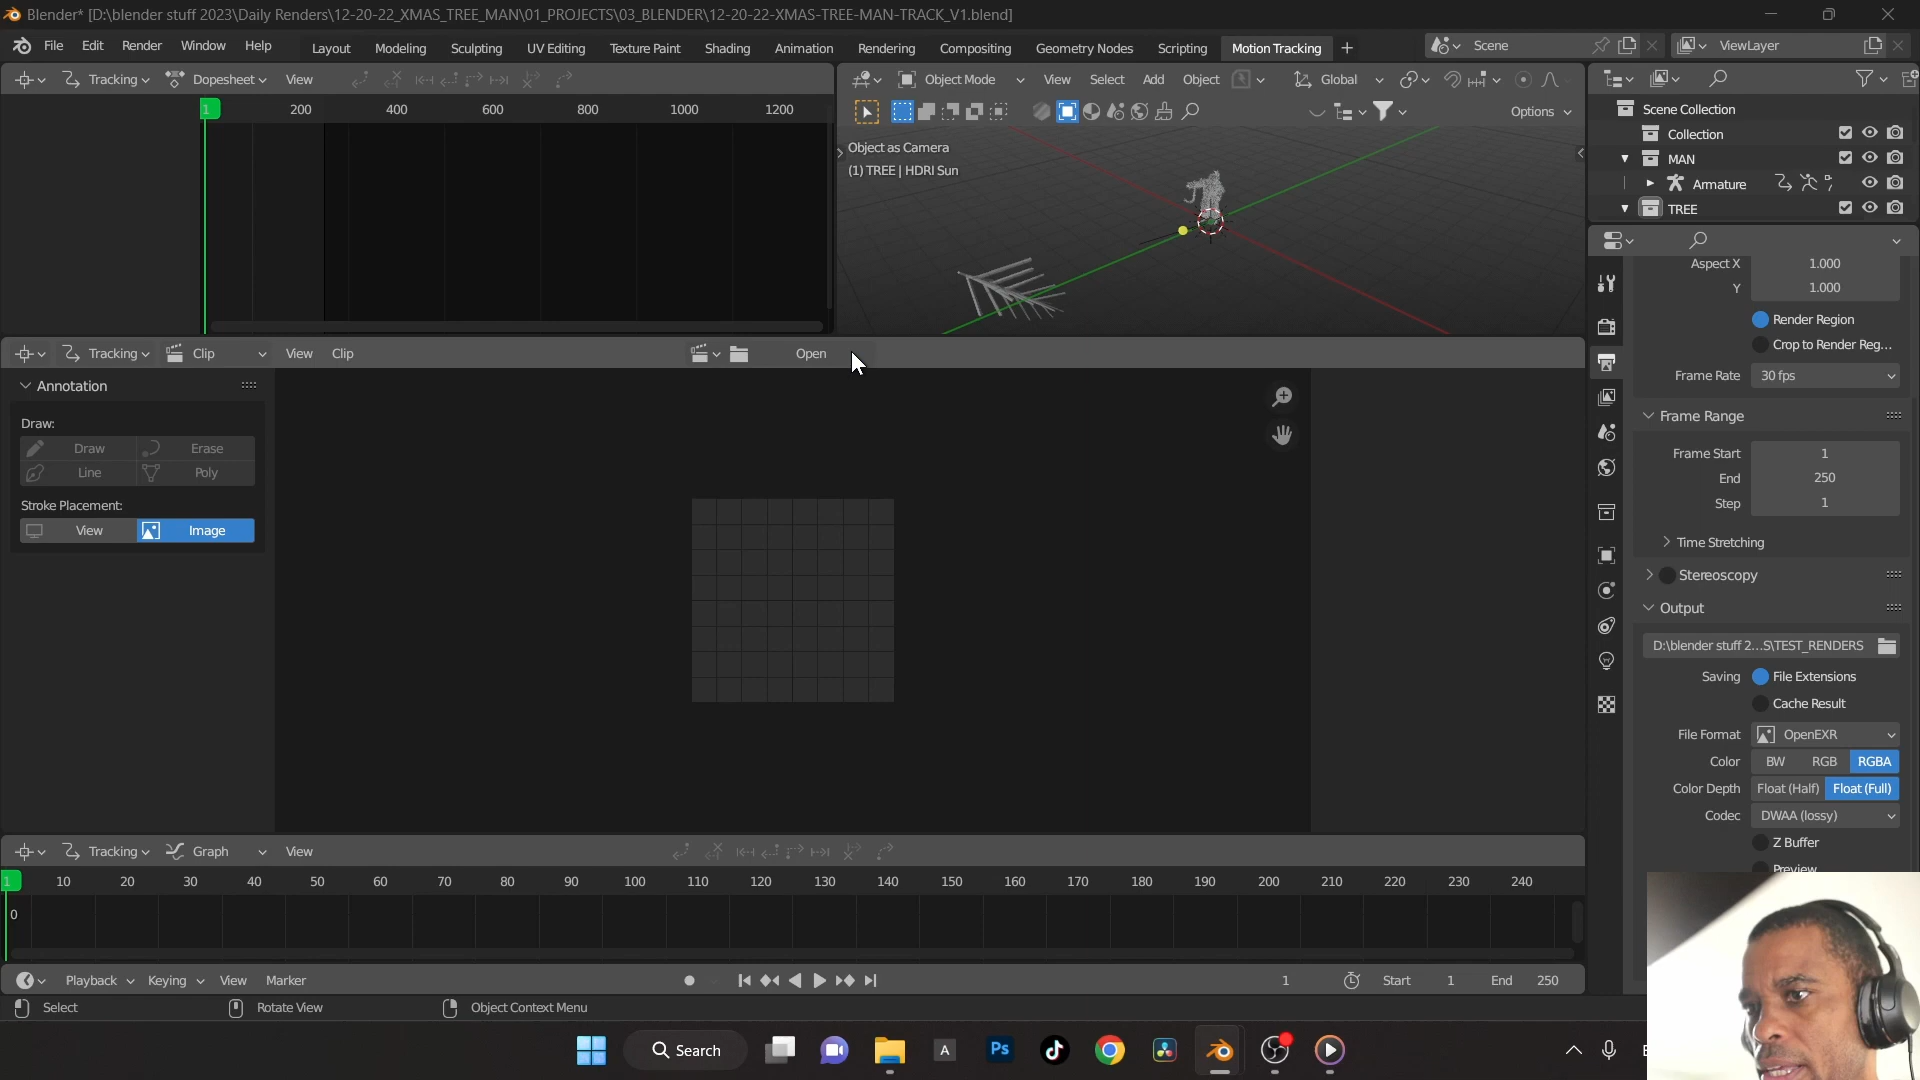 Blender* [D:\blender stuff 2023\Daily Renders\12-20-22_XMAS_TREE_MAN\01_PROJECTS\03_BLENDER\12-20-22-XMAS-TREE-MAN-TRACK_V1.blend]
File Edit Render Window Help Layout Modeling Sculpting UV Editing Texture Paint Shading Animation Rendering Compositing Geometry Nodes Scripting Motion Tracking + Scene ViewLayer
Tracking Dopesheet View Object Mode View Select Add Object Global
1 200 400 600 800 1000 1200
Options
Object as Camera
(1) TREE | HDRI Sun
Scene Collection
Collection
MAN
Armature
TREE
Aspect X 1.000
Y 1.000
Render Region
Crop to Render Reg...
Frame Rate 30 fps
Frame Range
Frame Start 1
End 250
Step 1
Time Stretching
Stereoscopy
Output
D:\blender stuff 2...S\TEST_RENDERS
Saving File Extensions
Cache Result
File Format OpenEXR
Color BW RGB RGBA
Color Depth Float (Half) Float (Full)
Codec DWAA (lossy)
Z Buffer
Preview
Tracking Clip View Clip Open
Annotation
Draw:
Draw Erase
Line Poly
Stroke Placement:
View Image
Tracking Graph View
1 10 20 30 40 50 60 70 80 90 100 110 120 130 140 150 160 170 180 190 200 210 220 230 240
0
Playback Keying View Marker 1 Start 1 End 250
Select Rotate View Object Context Menu
Search A Ps